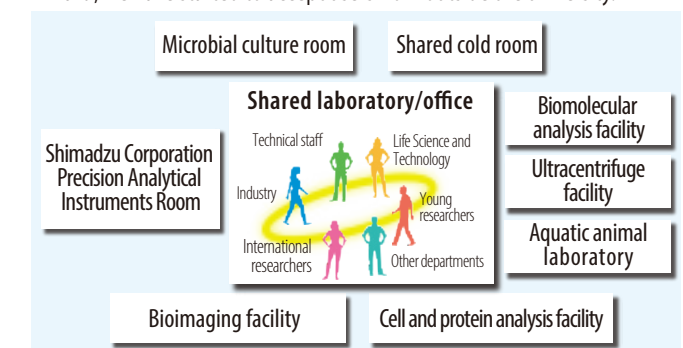 Microbial culture room
Shared cold room
Shared laboratory/office
Technical staff
Life Science and
Technology
Industry
Young
researchers
International
researchers
Other departments
Shimadzu Corporation
Precision Analytical
Instruments Room
Biomolecular
analysis facility
Ultracentrifuge
facility
Aquatic animal
laboratory
Bioimaging facility
Cell and protein analysis facility